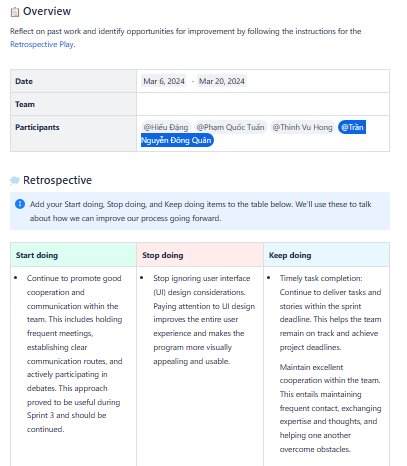 Overview
Reflect on past work and identify opportunities for improvement by following the instructions for the
Retrospective Play.
Date
Mar 6, 2024 - Mar 20, 2024
Team
Participants
@Hiếu Đặng @Phạm Quốc Tuấn @Thinh Vu Hong @Trần
Nguyễn Đông Quân
Retrospective
Add your Start doing, Stop doing, and Keep doing items to the table below. We'll use these to talk
about how we can improve our process going forward.
Start doing
Stop doing
Keep doing
• Continue to promote good
cooperation and
communication within the
team. This includes holding
frequent meetings,
establishing clear
communication routes, and
actively participating in
debates. This approach
proved to be useful during
Sprint 3 and should be
continued.
• Stop ignoring user interface
(UI) design considerations.
Paying attention to UI design
improves the entire user
experience and makes the
program more visually
appealing and usable.
• Timely task completion:
Continue to deliver tasks and
stories within the sprint
deadline. This helps the team
remain on track and achieve
project deadlines.
Maintain excellent
cooperation within the team.
This entails maintaining
frequent contact, exchanging
expertise and thoughts, and
helping one another
overcome obstacles.